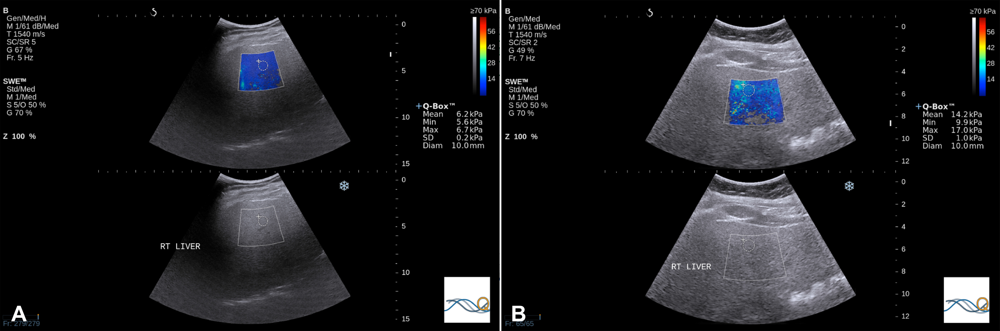 B
Gen/Med/H
M 1/61 dB/Med
T 1540 m/s
SC/SR 5
G 67 %
Fr. 5 Hz
SWE™
Std/Med
M 1/Med
S 5/O 50 %
G 70 %
Z 100 %
≥70 kPa
56
42
28
14
0
5
10
15
+Q-Box™
Mean 6.2 kPa
Min 5.6 kPa
Max 6.7 kPa
SD 0.2 kPa
Diam 10.0 mm
0
5
10
15
RT LIVER
Q
A
Fr: 279/279
B
Gen/Med
M 1/61 dB/Med
T 1540 m/s
SC/SR 2
G 49 %
Fr. 7 Hz
SWE™
Std/Med
M 1/Med
S 5/O 50 %
G 70 %
Z 100 %
≥70 kPa
56
42
28
14
0
2
4
6
8
10
12
+Q-Box™
Mean 14.2 kPa
Min 9.9 kPa
Max 17.0 kPa
SD 1.0 kPa
Diam 10.0 mm
0
2
4
6
8
10
12
RT LIVER
Q
B
Fr: 65/65